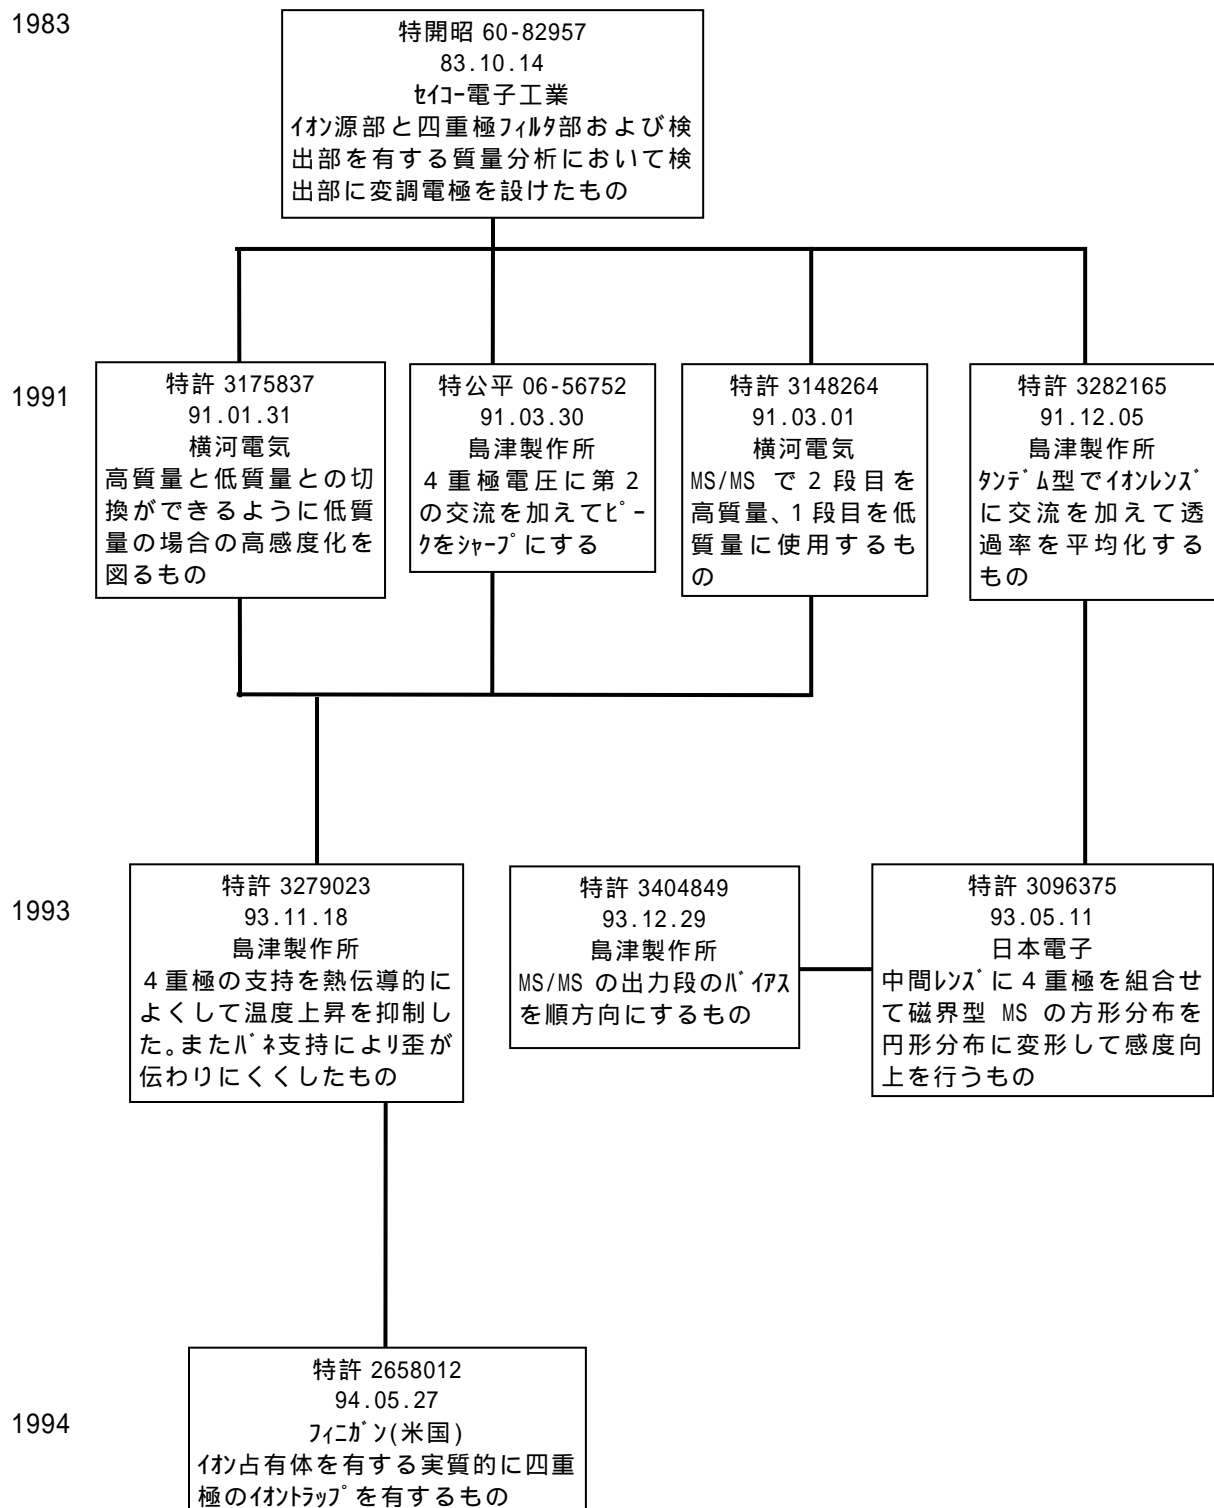 1983
特開昭 60-82957
83.10.14
ｾｲｺｰ電子工業
ｲｵﾝ源部と四重極ﾌｨﾙﾀ部および検
出部を有する質量分析において検
出部に変調電極を設けたもの
1991
特許 3175837
91.01.31
横河電気
高質量と低質量との切
換ができるように低質
量の場合の高感度化を
図るもの
特公平 06-56752
91.03.30
島津製作所
４重極電圧に第２
の交流を加えてﾋﾟｰ
ｸをｼｬｰﾌﾟにする
特許 3148264
91.03.01
横河電気
MS/MS で２段目を
高質量、１段目を低
質量に使用するも
の
特許 3282165
91.12.05
島津製作所
ﾀﾝﾃﾞﾑ型でｲｵﾝﾚﾝｽﾞ
に交流を加えて透
過率を平均化する
もの
1993
特許 3279023
93.11.18
島津製作所
４重極の支持を熱伝導的に
よくして温度上昇を抑制し
た。またﾊﾞﾈ支持により歪が
伝わりにくくしたもの
特許 3404849
93.12.29
島津製作所
MS/MS の出力段のﾊﾞｲｱｽ
を順方向にするもの
特許 3096375
93.05.11
日本電子
中間ﾚﾝｽﾞに４重極を組合せ
て磁界型 MS の方形分布を
円形分布に変形して感度向
上を行うもの
1994
特許 2658012
94.05.27
ﾌｨﾆｶﾞﾝ(米国)
ｲｵﾝ占有体を有する実質的に四重
極のｲｵﾝﾄﾗｯﾌﾟを有するもの